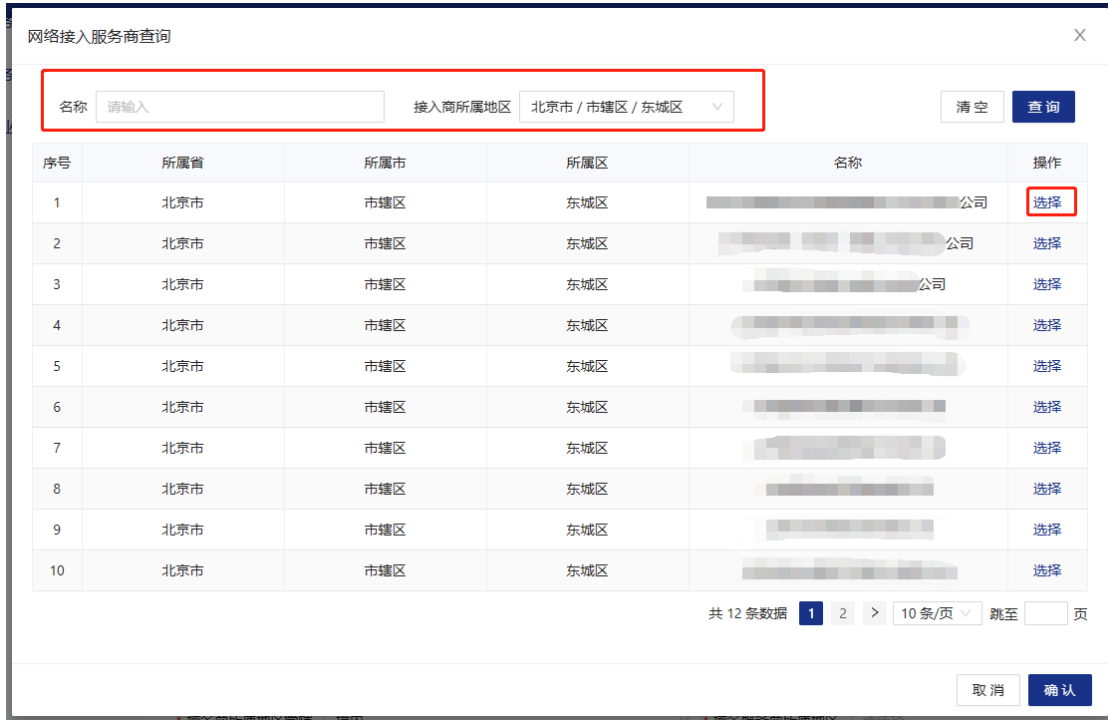 网络接入服务商查询 X
名称 请输入 接入商所属地区 北京市 / 市辖区 / 东城区 清 空 查 询
序号 所属省 所属市 所属区 名称 操作
1 北京市 市辖区 东城区 公司 选择
2 北京市 市辖区 东城区 公司 选择
3 北京市 市辖区 东城区 公司 选择
4 北京市 市辖区 东城区 选择
5 北京市 市辖区 东城区 选择
6 北京市 市辖区 东城区 选择
7 北京市 市辖区 东城区 选择
8 北京市 市辖区 东城区 选择
9 北京市 市辖区 东城区 选择
10 北京市 市辖区 东城区 选择
共 12 条数据 1 2 > 10 条/页 跳至 页
取 消 确 认